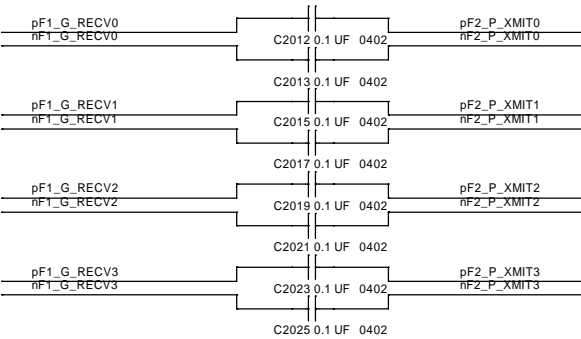 pF1_G_RECV0 pF2_P_XMIT0
nF1_G_RECV0 nF2_P_XMIT0
C2012 0.1 UF 0402
C2013 0.1 UF 0402
pF1_G_RECV1 pF2_P_XMIT1
nF1_G_RECV1 nF2_P_XMIT1
C2015 0.1 UF 0402
C2017 0.1 UF 0402
pF1_G_RECV2 pF2_P_XMIT2
nF1_G_RECV2 nF2_P_XMIT2
C2019 0.1 UF 0402
C2021 0.1 UF 0402
pF1_G_RECV3 pF2_P_XMIT3
nF1_G_RECV3 nF2_P_XMIT3
C2023 0.1 UF 0402
C2025 0.1 UF 0402